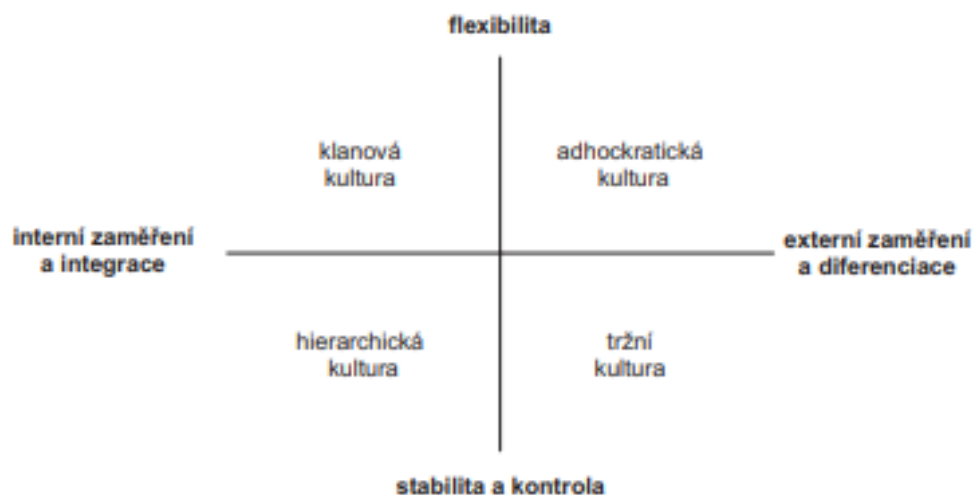 flexibilita
klanová
kultura
adhockratická
kultura
interní zaměření
a integrace
externí zaměření
a diferenciace
hierarchická
kultura
tržní
kultura
stabilita a kontrola